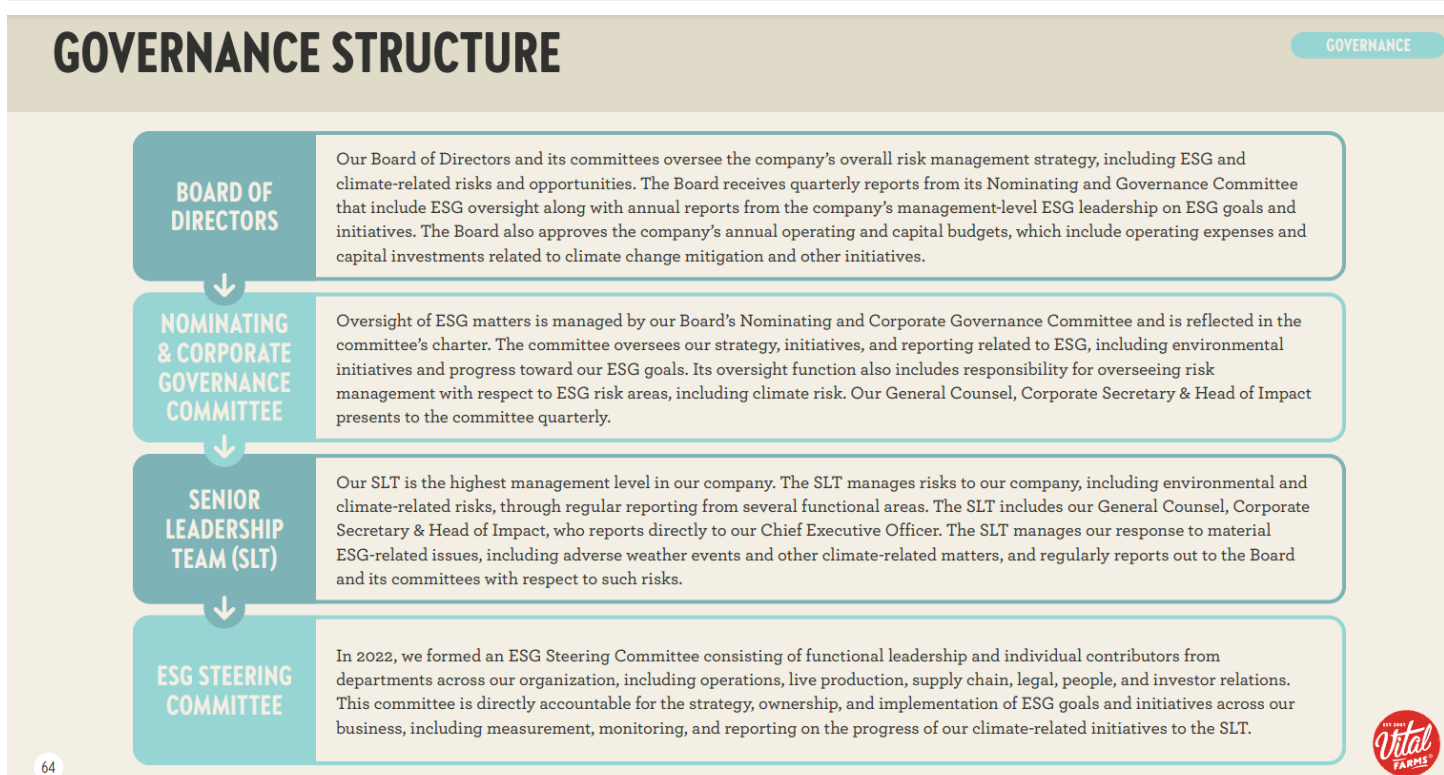 GOVERNANCE STRUCTURE
GOVERNANCE
BOARD OF
DIRECTORS
Our Board of Directors and its committees oversee the company's overall risk management strategy, including ESG and
climate-related risks and opportunities. The Board receives quarterly reports from its Nominating and Governance Committee
that include ESG oversight along with annual reports from the company's management-level ESG leadership on ESG goals and
initiatives. The Board also approves the company's annual operating and capital budgets, which include operating expenses and
capital investments related to climate change mitigation and other initiatives.
NOMINATING
& CORPORATE
GOVERNANCE
COMMITTEE
Oversight of ESG matters is managed by our Board's Nominating and Corporate Governance Committee and is reflected in the
committee's charter. The committee oversees our strategy, initiatives, and reporting related to ESG, including environmental
initiatives and progress toward our ESG goals. Its oversight function also includes responsibility for overseeing risk
management with respect to ESG risk areas, including climate risk. Our General Counsel, Corporate Secretary & Head of Impact
presents to the committee quarterly.
SENIOR
LEADERSHIP
TEAM (SLT)
Our SLT is the highest management level in our company. The SLT manages risks to our company, including environmental and
climate-related risks, through regular reporting from several functional areas. The SLT includes our General Counsel, Corporate
Secretary & Head of Impact, who reports directly to our Chief Executive Officer. The SLT manages our response to material
ESG-related issues, including adverse weather events and other climate-related matters, and regularly reports out to the Board
and its committees with respect to such risks.
ESG STEERING
COMMITTEE
In 2022, we formed an ESG Steering Committee consisting of functional leadership and individual contributors from
departments across our organization, including operations, live production, supply chain, legal, people, and investor relations.
This committee is directly accountable for the strategy, ownership, and implementation of ESG goals and initiatives across our
business, including measurement, monitoring, and reporting on the progress of our climate-related initiatives to the SLT.
64
EST. 2007
Vital
FARMS®